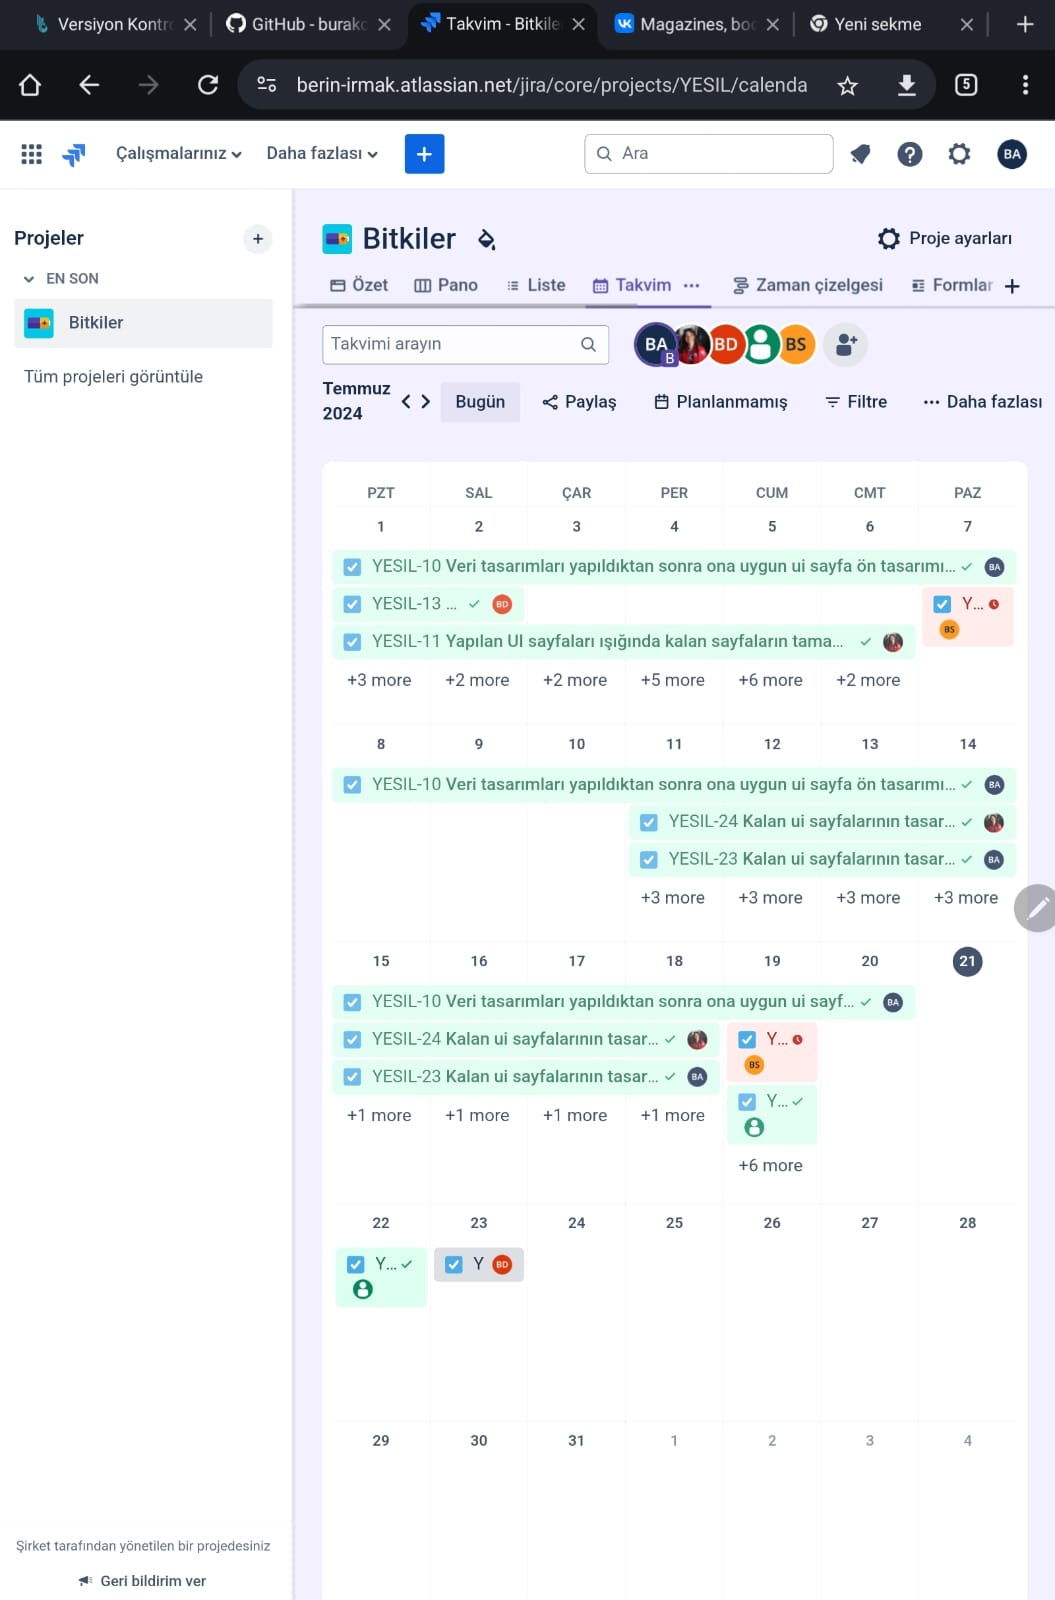 Versiyon Kontro
GitHub - burakc
Takvim - Bitkile
Magazines, boo
Yeni sekme
berin-irmak.atlassian.net/jira/core/projects/YESIL/calenda
5
Çalışmalarınız
Daha fazlası
Ara
BA
Projeler
EN SON
Bitkiler
Tüm projeleri görüntüle
Bitkiler
Proje ayarları
Özet
Pano
Liste
Takvim
Zaman çizelgesi
Formlar
Takvimi arayın
BA B BD BS
Temmuz
2024
Bugün
Paylaş
Planlanmamış
Filtre
Daha fazlası
PZT SAL ÇAR PER CUM CMT PAZ
1 2 3 4 5 6 7
YESIL-10 Veri tasarımları yapıldıktan sonra ona uygun ui sayfa ön tasarımı... BA
YESIL-13 ... BD
Y...
BS
YESIL-11 Yapılan UI sayfaları ışığında kalan sayfaların tama...
+3 more +2 more +2 more +5 more +6 more +2 more
8 9 10 11 12 13 14
YESIL-10 Veri tasarımları yapıldıktan sonra ona uygun ui sayfa ön tasarımı... BA
YESIL-24 Kalan ui sayfalarının tasar...
YESIL-23 Kalan ui sayfalarının tasar... BA
+3 more +3 more +3 more +3 more
15 16 17 18 19 20 21
YESIL-10 Veri tasarımları yapıldıktan sonra ona uygun ui sayf... BA
YESIL-24 Kalan ui sayfalarının tasar...
Y...
BS
YESIL-23 Kalan ui sayfalarının tasar... BA
Y...
+1 more +1 more +1 more +1 more
+6 more
22 23 24 25 26 27 28
Y...
Y BD
29 30 31 1 2 3 4
Şirket tarafından yönetilen bir projedesiniz
Geri bildirim ver